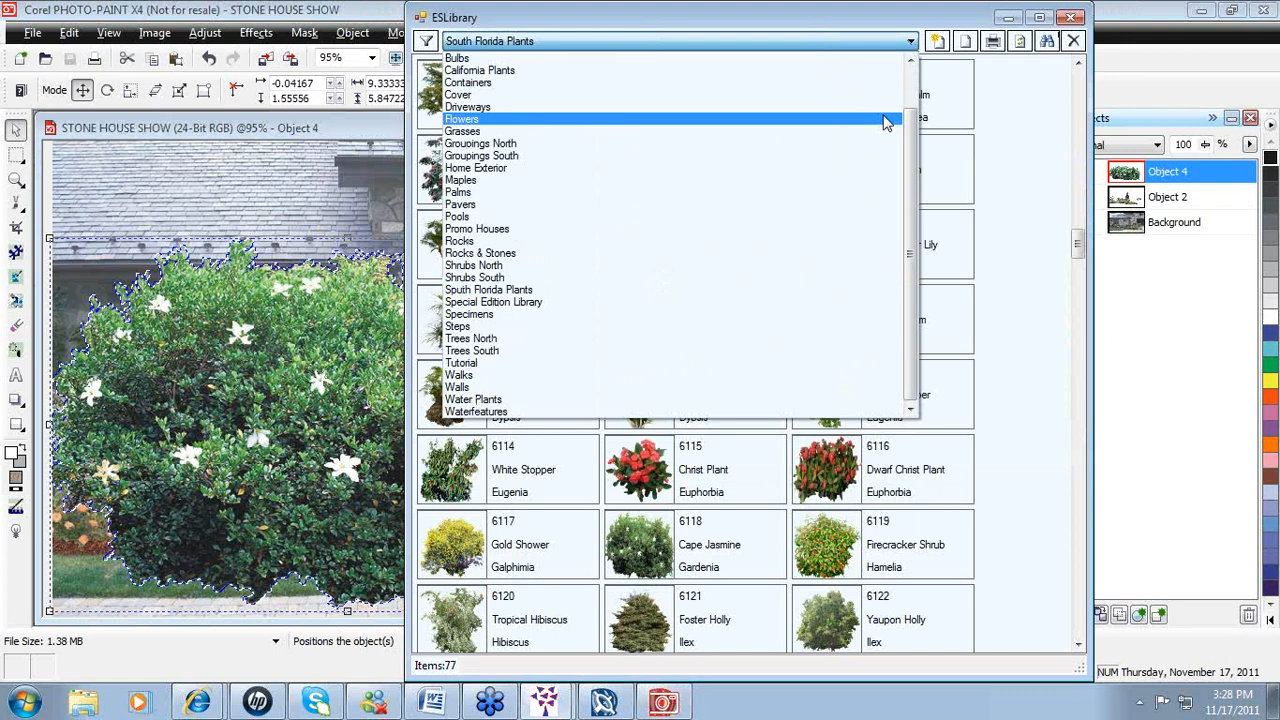 Corel PHOTO-PAINT X4 (Not for resale) - STONE HOUSE SHOW
File Edit View Image Adjust Effects Mask Object
95%
Mode
-0.04167
1.55556
9.33333
5.84722
STONE HOUSE SHOW (24-Bit RGB) @95% - Object 4
ESLibrary
South Florida Plants
Bulbs
California Plants
Containers
Cover
Driveways
Flowers
Grasses
Groupings North
Groupings South
Home Exterior
Maples
Palms
Pavers
Pools
Promo Houses
Rocks
Rocks & Stones
Shrubs North
Shrubs South
South Florida Plants
Special Edition Library
Specimens
Steps
Trees North
Trees South
Tutorial
Walks
Walls
Water Plants
Waterfeatures
Lily
Dypsis
Dypsis
Eugenia
6114
White Stopper
Eugenia
6115
Christ Plant
Euphorbia
6116
Dwarf Christ Plant
Euphorbia
6117
Gold Shower
Galphimia
6118
Cape Jasmine
Gardenia
6119
Firecracker Shrub
Hamelia
6120
Tropical Hibiscus
Hibiscus
6121
Foster Holly
Ilex
6122
Yaupon Holly
Ilex
Items:77
100 %
Object 4
Object 2
Background
File Size: 1.38 MB
Positions the object(s)
NUM Thursday, November 17, 2011
3:28 PM
11/17/2011